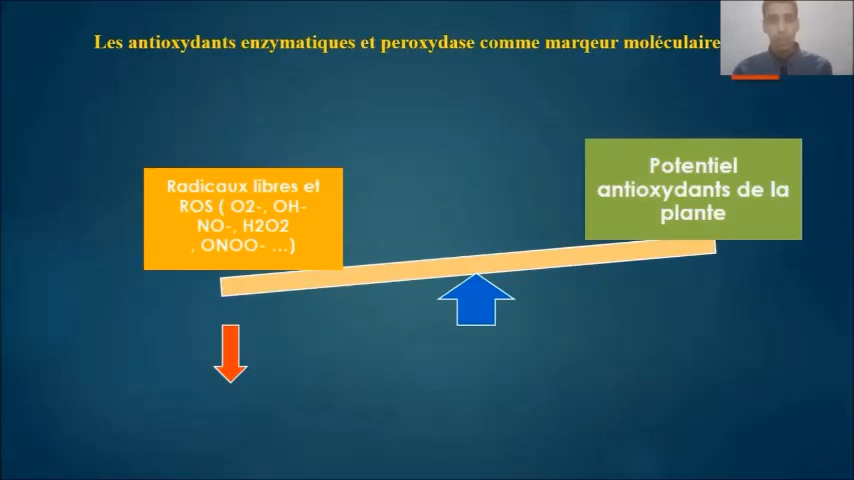 Les antioxydants enzymatiques et peroxydase comme marqeur moléculaire
Radicaux libres et
ROS ( O2-, OH-
NO-, H2O2
, ONOO- ...)
Potentiel
antioxydants de la
plante